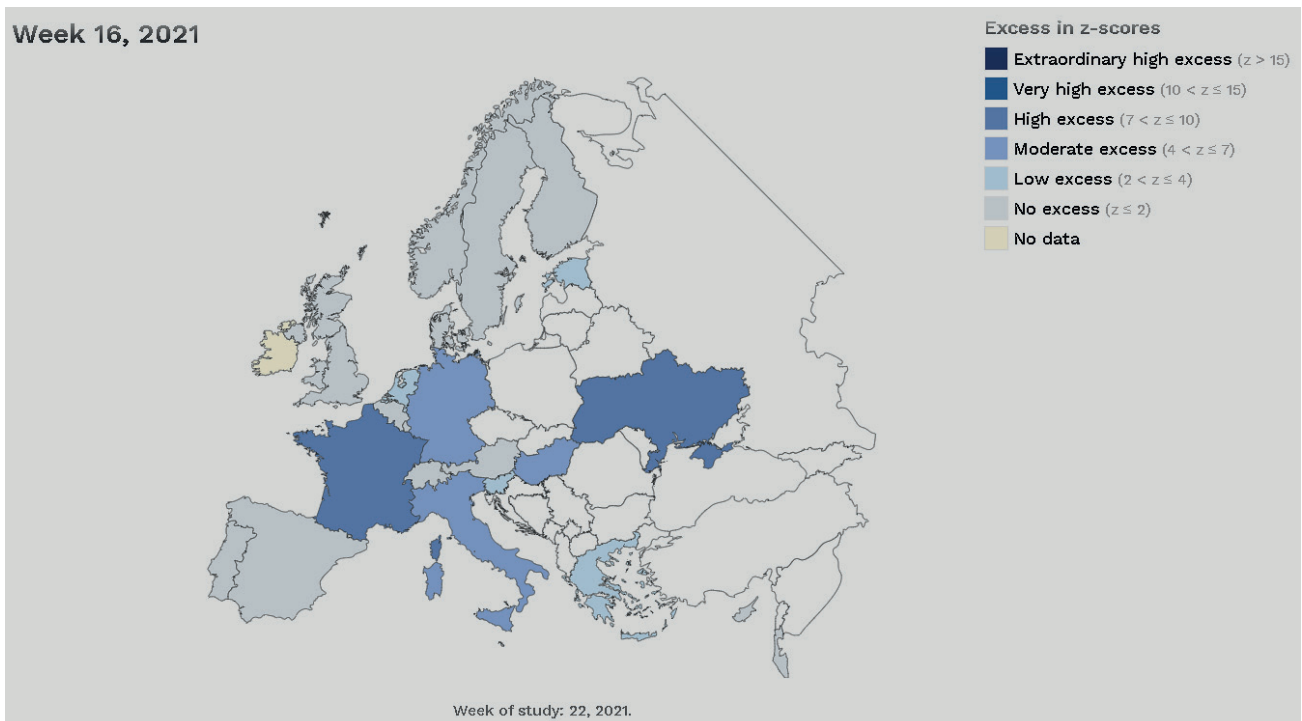 Week 16, 2021
Excess in z-scores
Extraordinary high excess (z > 15)
Very high excess (10 < z ≤ 15)
High excess (7 < z ≤ 10)
Moderate excess (4 < z ≤ 7)
Low excess (2 < z ≤ 4)
No excess (z ≤ 2)
No data
Week of study: 22, 2021.